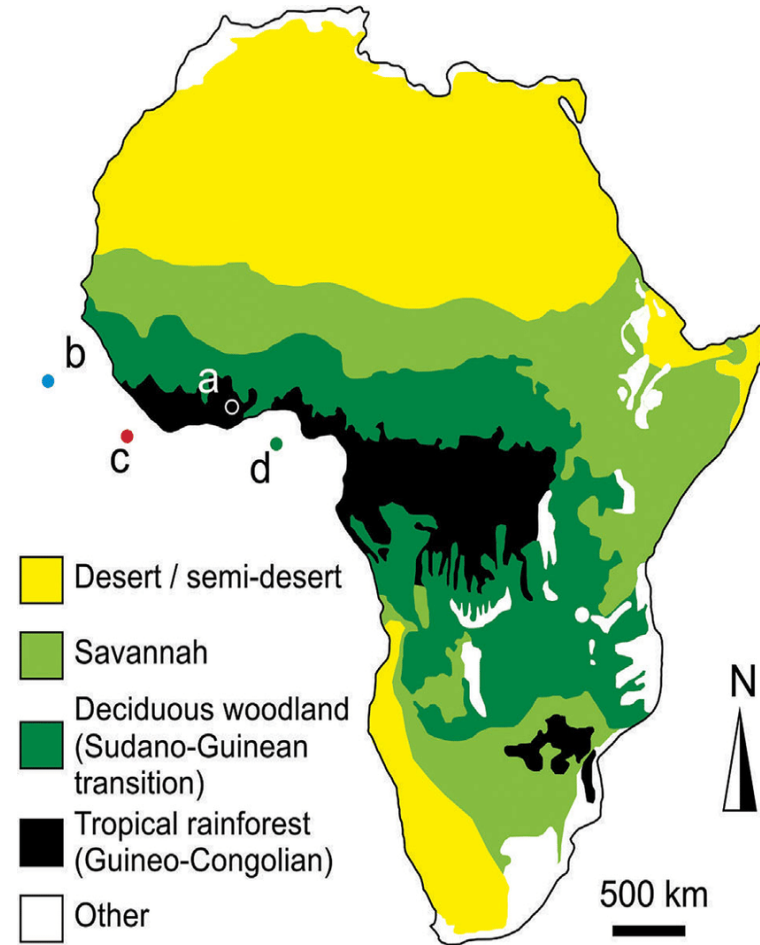 b
a
c
d
Desert / semi-desert
Savannah
Deciduous woodland
(Sudano-Guinean
transition)
Tropical rainforest
(Guineo-Congolian)
Other
N
500 km